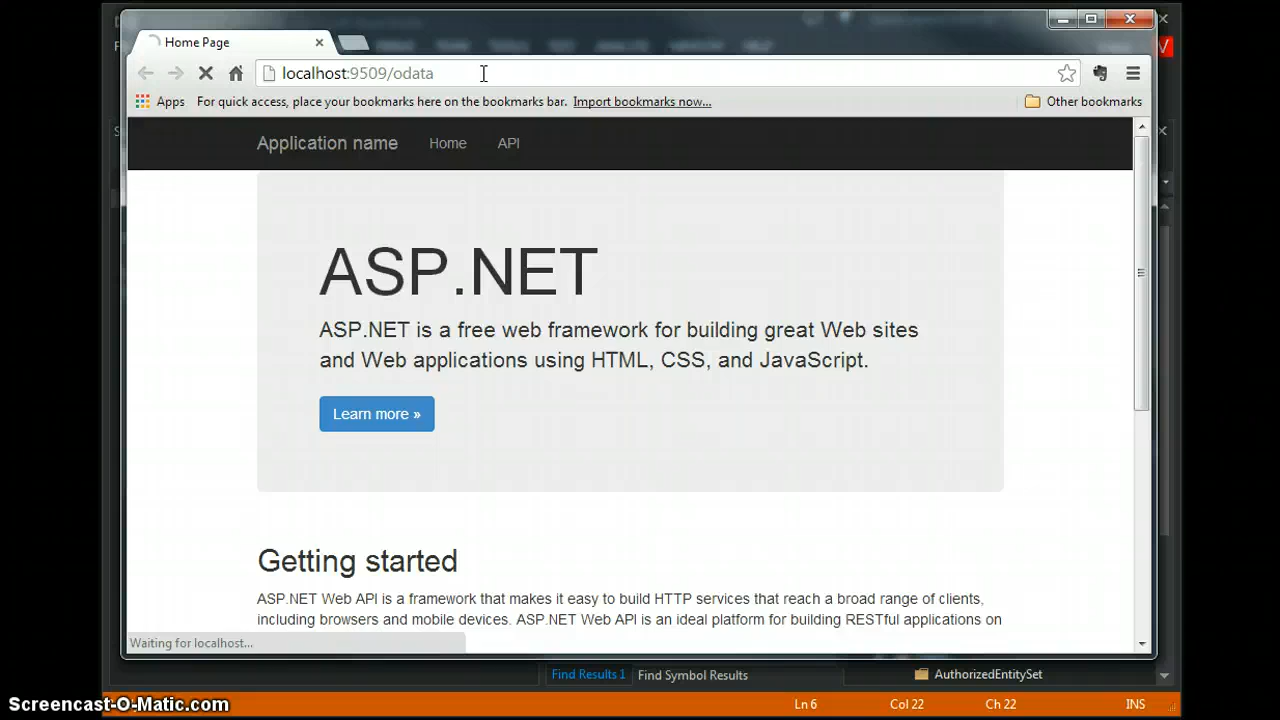 Home Page
localhost:9509/odata
Apps For quick access, place your bookmarks here on the bookmarks bar. Import bookmarks now... Other bookmarks
Application name Home API
ASP.NET
ASP.NET is a free web framework for building great Web sites
and Web applications using HTML, CSS, and JavaScript.
Learn more »
Getting started
ASP.NET Web API is a framework that makes it easy to build HTTP services that reach a broad range of clients,
including browsers and mobile devices. ASP.NET Web API is an ideal platform for building RESTful applications on
Waiting for localhost...
Find Results 1 Find Symbol Results AuthorizedEntitySet
Screencast-O-Matic.com Ln 6 Col 22 Ch 22 INS